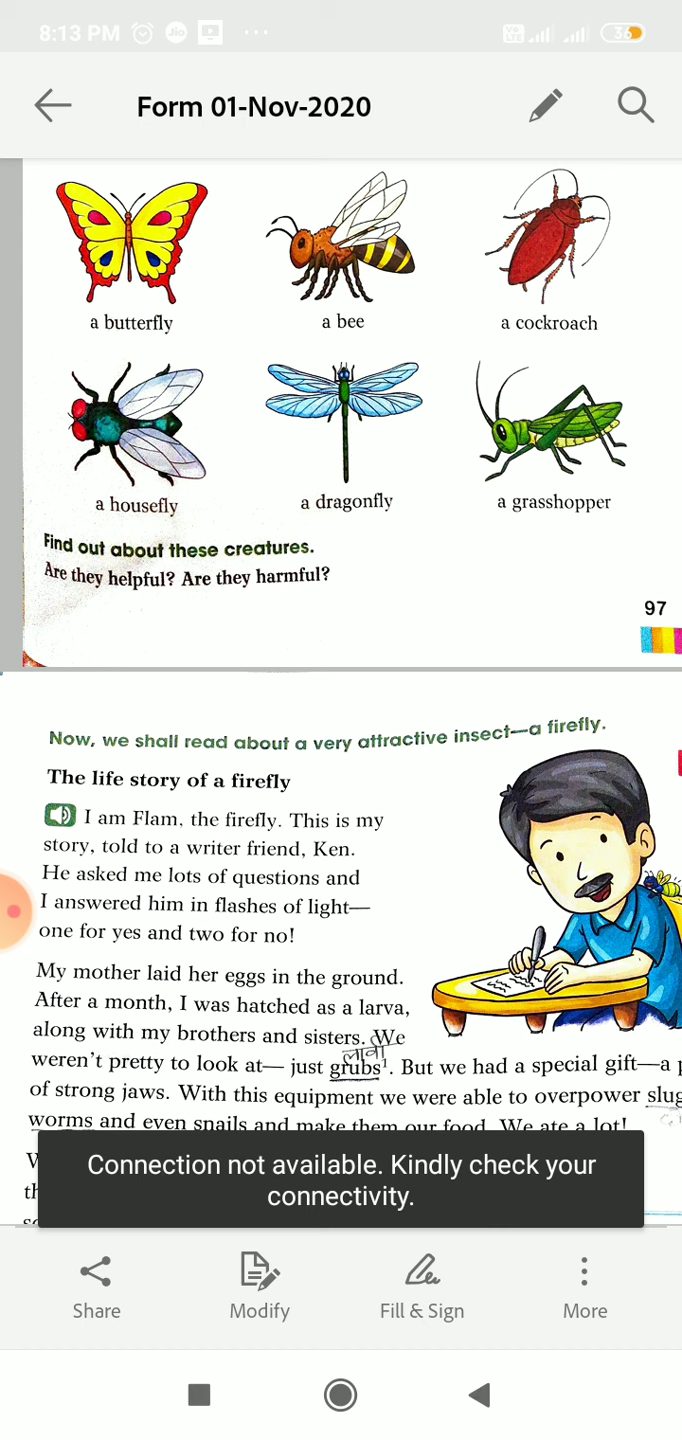 8:13 PM
36
Form 01-Nov-2020
a butterfly
a bee
a cockroach
a housefly
a dragonfly
a grasshopper
Find out about these creatures.
Are they helpful? Are they harmful?
97
Now, we shall read about a very attractive insect—a firefly.
The life story of a firefly
I am Flam, the firefly. This is my
story, told to a writer friend, Ken.
He asked me lots of questions and
I answered him in flashes of light—
one for yes and two for no!
My mother laid her eggs in the ground.
After a month, I was hatched as a larva,
along with my brothers and sisters. We
लावा
weren't pretty to look at— just grubs¹. But we had a special gift—a p
of strong jaws. With this equipment we were able to overpower slug
worms and even snails and make them our food. We ate a lot!
Connection not available. Kindly check your
connectivity.
Share
Modify
Fill & Sign
More